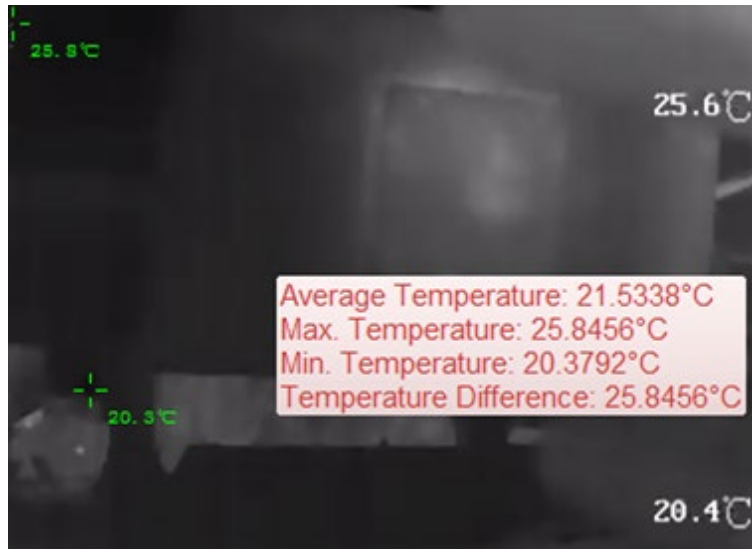 25.8℃
25.6℃
Average Temperature: 21.5338°C
Max. Temperature: 25.8456°C
Min. Temperature: 20.3792°C
Temperature Difference: 25.8456°C
20.3℃
20.4℃